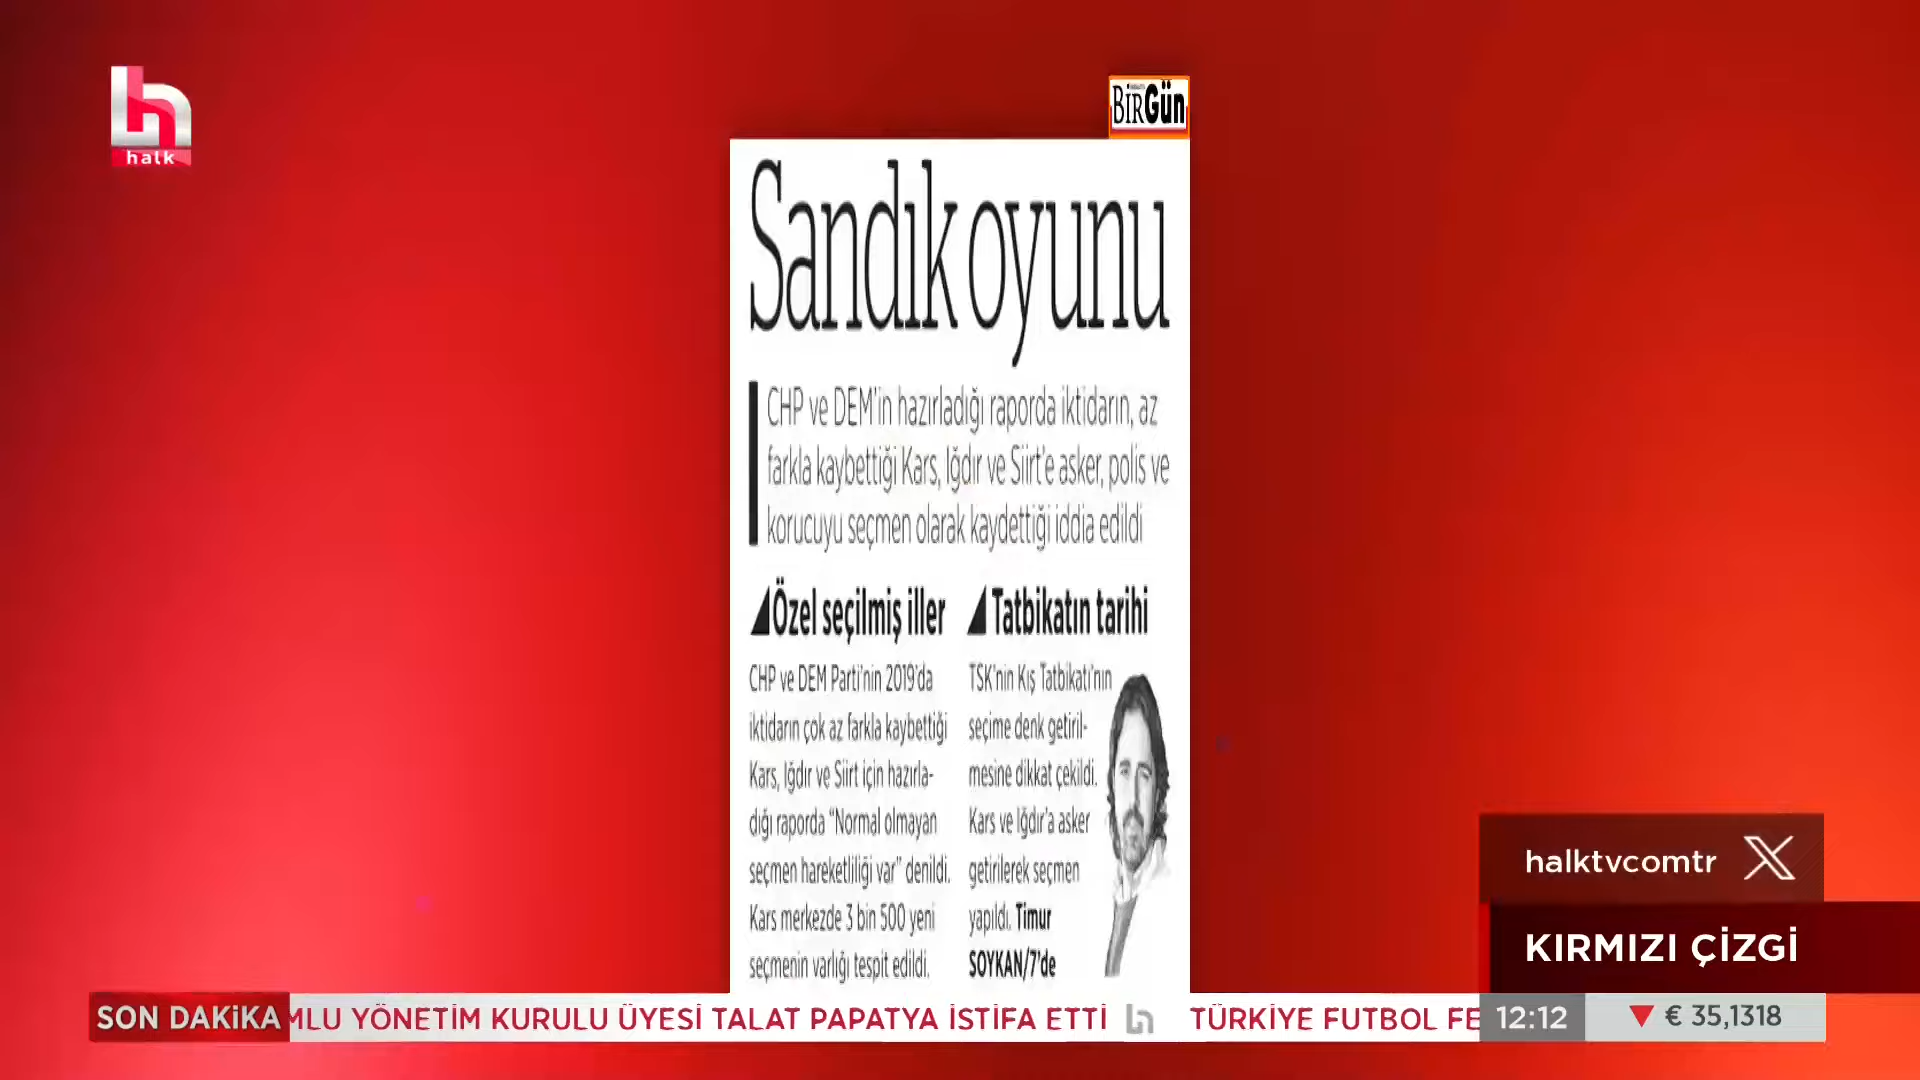 halk
BirGün
Sandık oyunu
CHP ve DEM'in hazırladığı raporda iktidarın, az
farkla kaybettiği Kars, Iğdır ve Siirt'e asker, polis ve
korucuyu seçmen olarak kaydettiği iddia edildi
Özel seçilmiş iller
CHP ve DEM Parti'nin 2019'da
iktidarın çok az farkla kaybettiği
Kars, Iğdır ve Siirt için hazırla-
dığı raporda “Normal olmayan
seçmen hareketliliği var” denildi.
Kars merkezde 3 bin 500 yeni
seçmenin varlığı tespit edildi.
Tatbikatın tarihi
TSK'nin Kış Tatbikatı'nın
seçime denk getiril-
mesine dikkat çekildi.
Kars ve Iğdır'a asker
getirilerek seçmen
yapıldı. Timur
SOYKAN/7'de
halktvcomtr X
KIRMIZI ÇİZGİ
SON DAKİKA MLU YÖNETİM KURULU ÜYESİ TALAT PAPATYA İSTİFA ETTİ h TÜRKİYE FUTBOL FE 12:12 € 35,1318